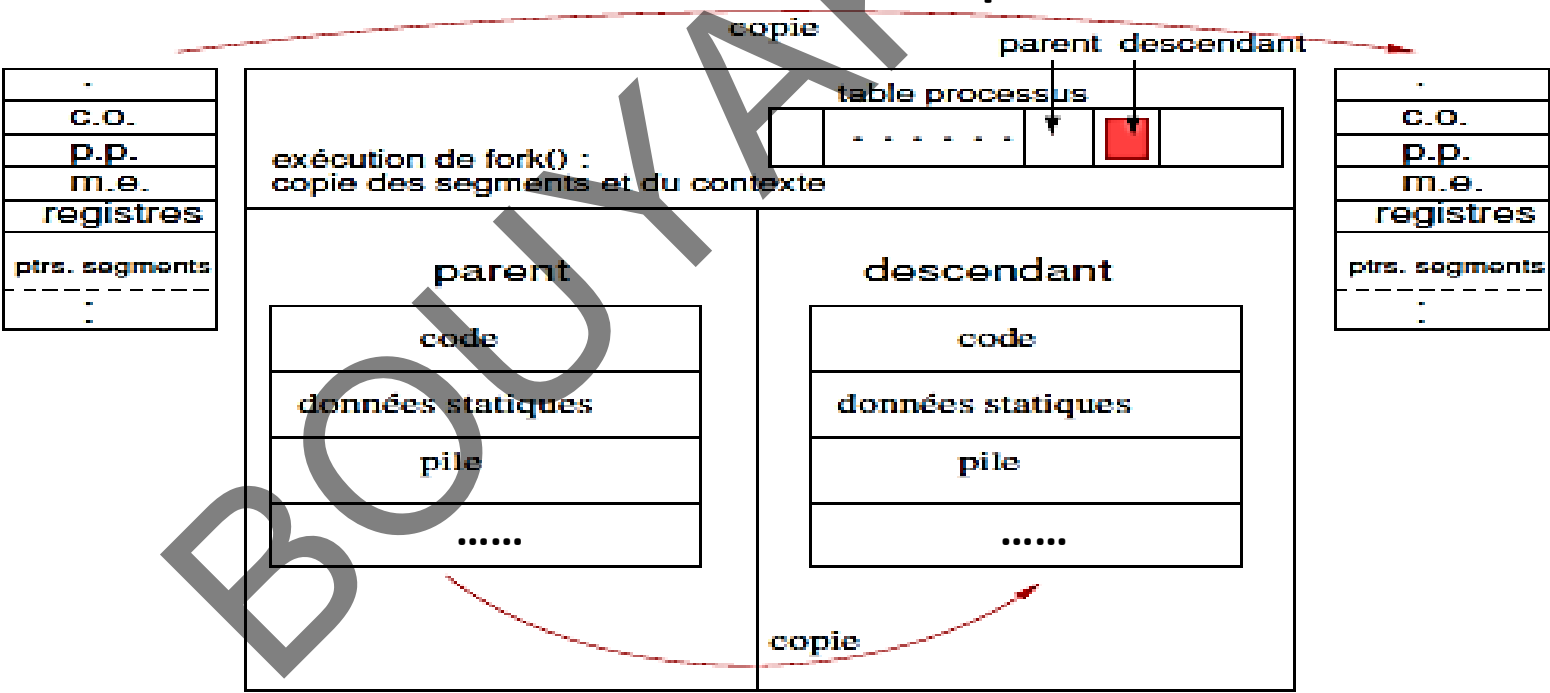 copie
parent descendant
table processus
- - - - - -
exécution de fork() :
copie des segments et du contexte
c.o.
p.p.
m.e.
registres
ptrs. segments
parent
code
données statiques
pile
......
descendant
code
données statiques
pile
......
copie
c.o.
p.p.
m.e.
registres
ptrs. segments